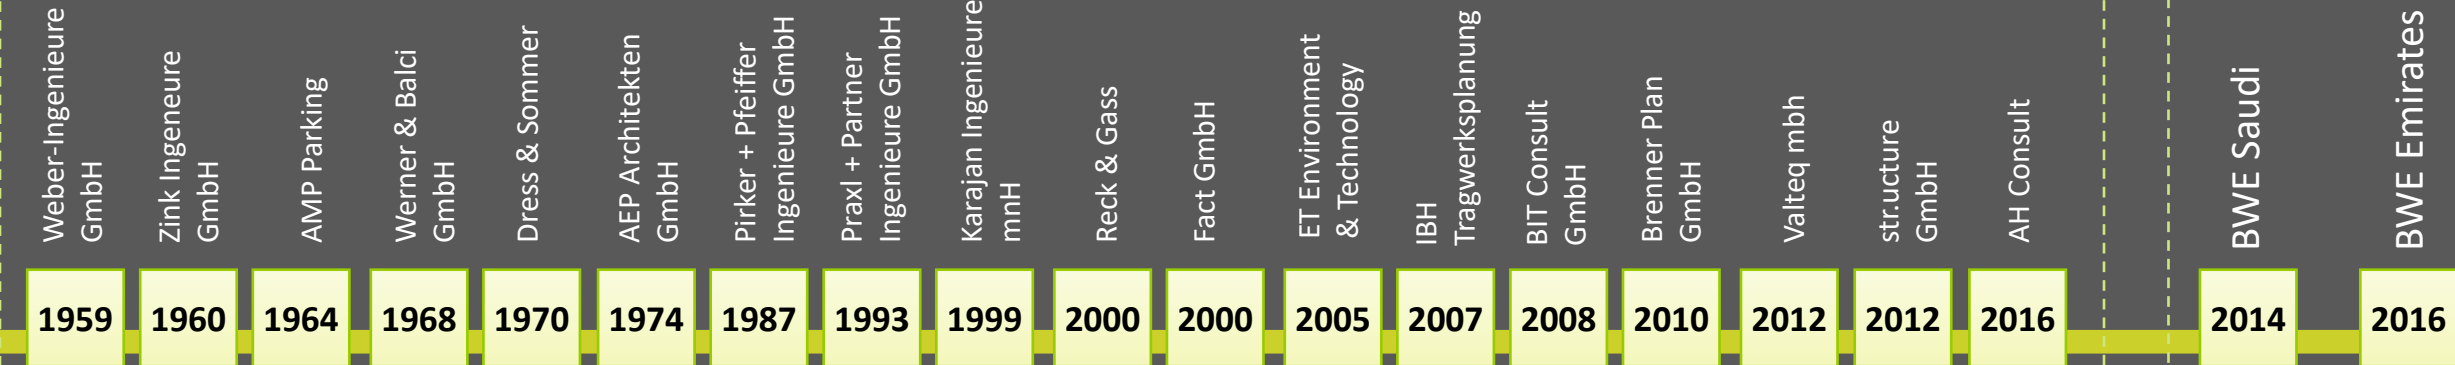 Weber-Ingenieure
GmbH
Zink Ingeneure
GmbH
AMP Parking
Werner & Balci
GmbH
Dress & Sommer
AEP Architekten
GmbH
Pirker + Pfeiffer
Ingenieure GmbH
Praxl + Partner
Ingenieure GmbH
Karajan Ingenieure
mnH
Reck & Gass
Fact GmbH
ET Environment
& Technology
IBH
Tragwerksplanung
BIT Consult
GmbH
Brenner Plan
GmbH
Valteq mbh
str.ucture
GmbH
AH Consult
BWE Saudi
BWE Emirates
1959
1960
1964
1968
1970
1974
1987
1993
1999
2000
2000
2005
2007
2008
2010
2012
2012
2016
2014
2016